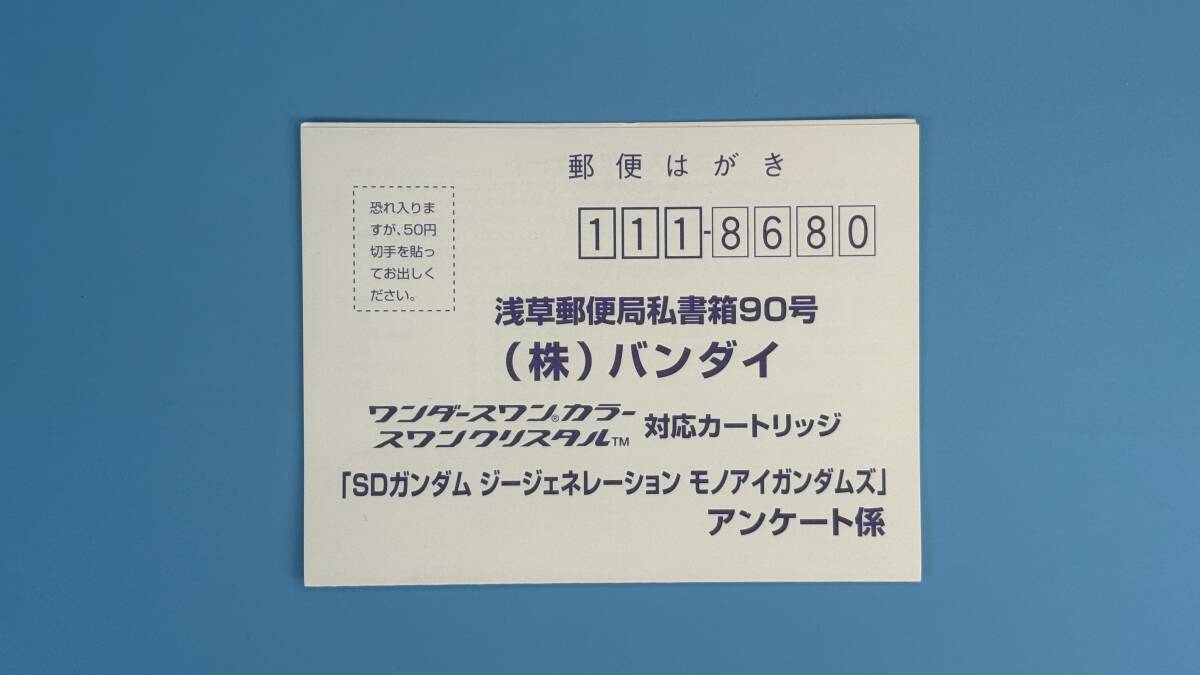 郵便はがき
恐れ入りま
すが、50円
切手を貼っ
てお出しく
ださい。
111-8680
浅草郵便局私書箱90号
(株)バンダイ
ワンダースワン®カラー
スワンクリスタル™ 対応カートリッジ
「SDガンダム ジージェネレーション モノアイガンダムズ」
アンケート係